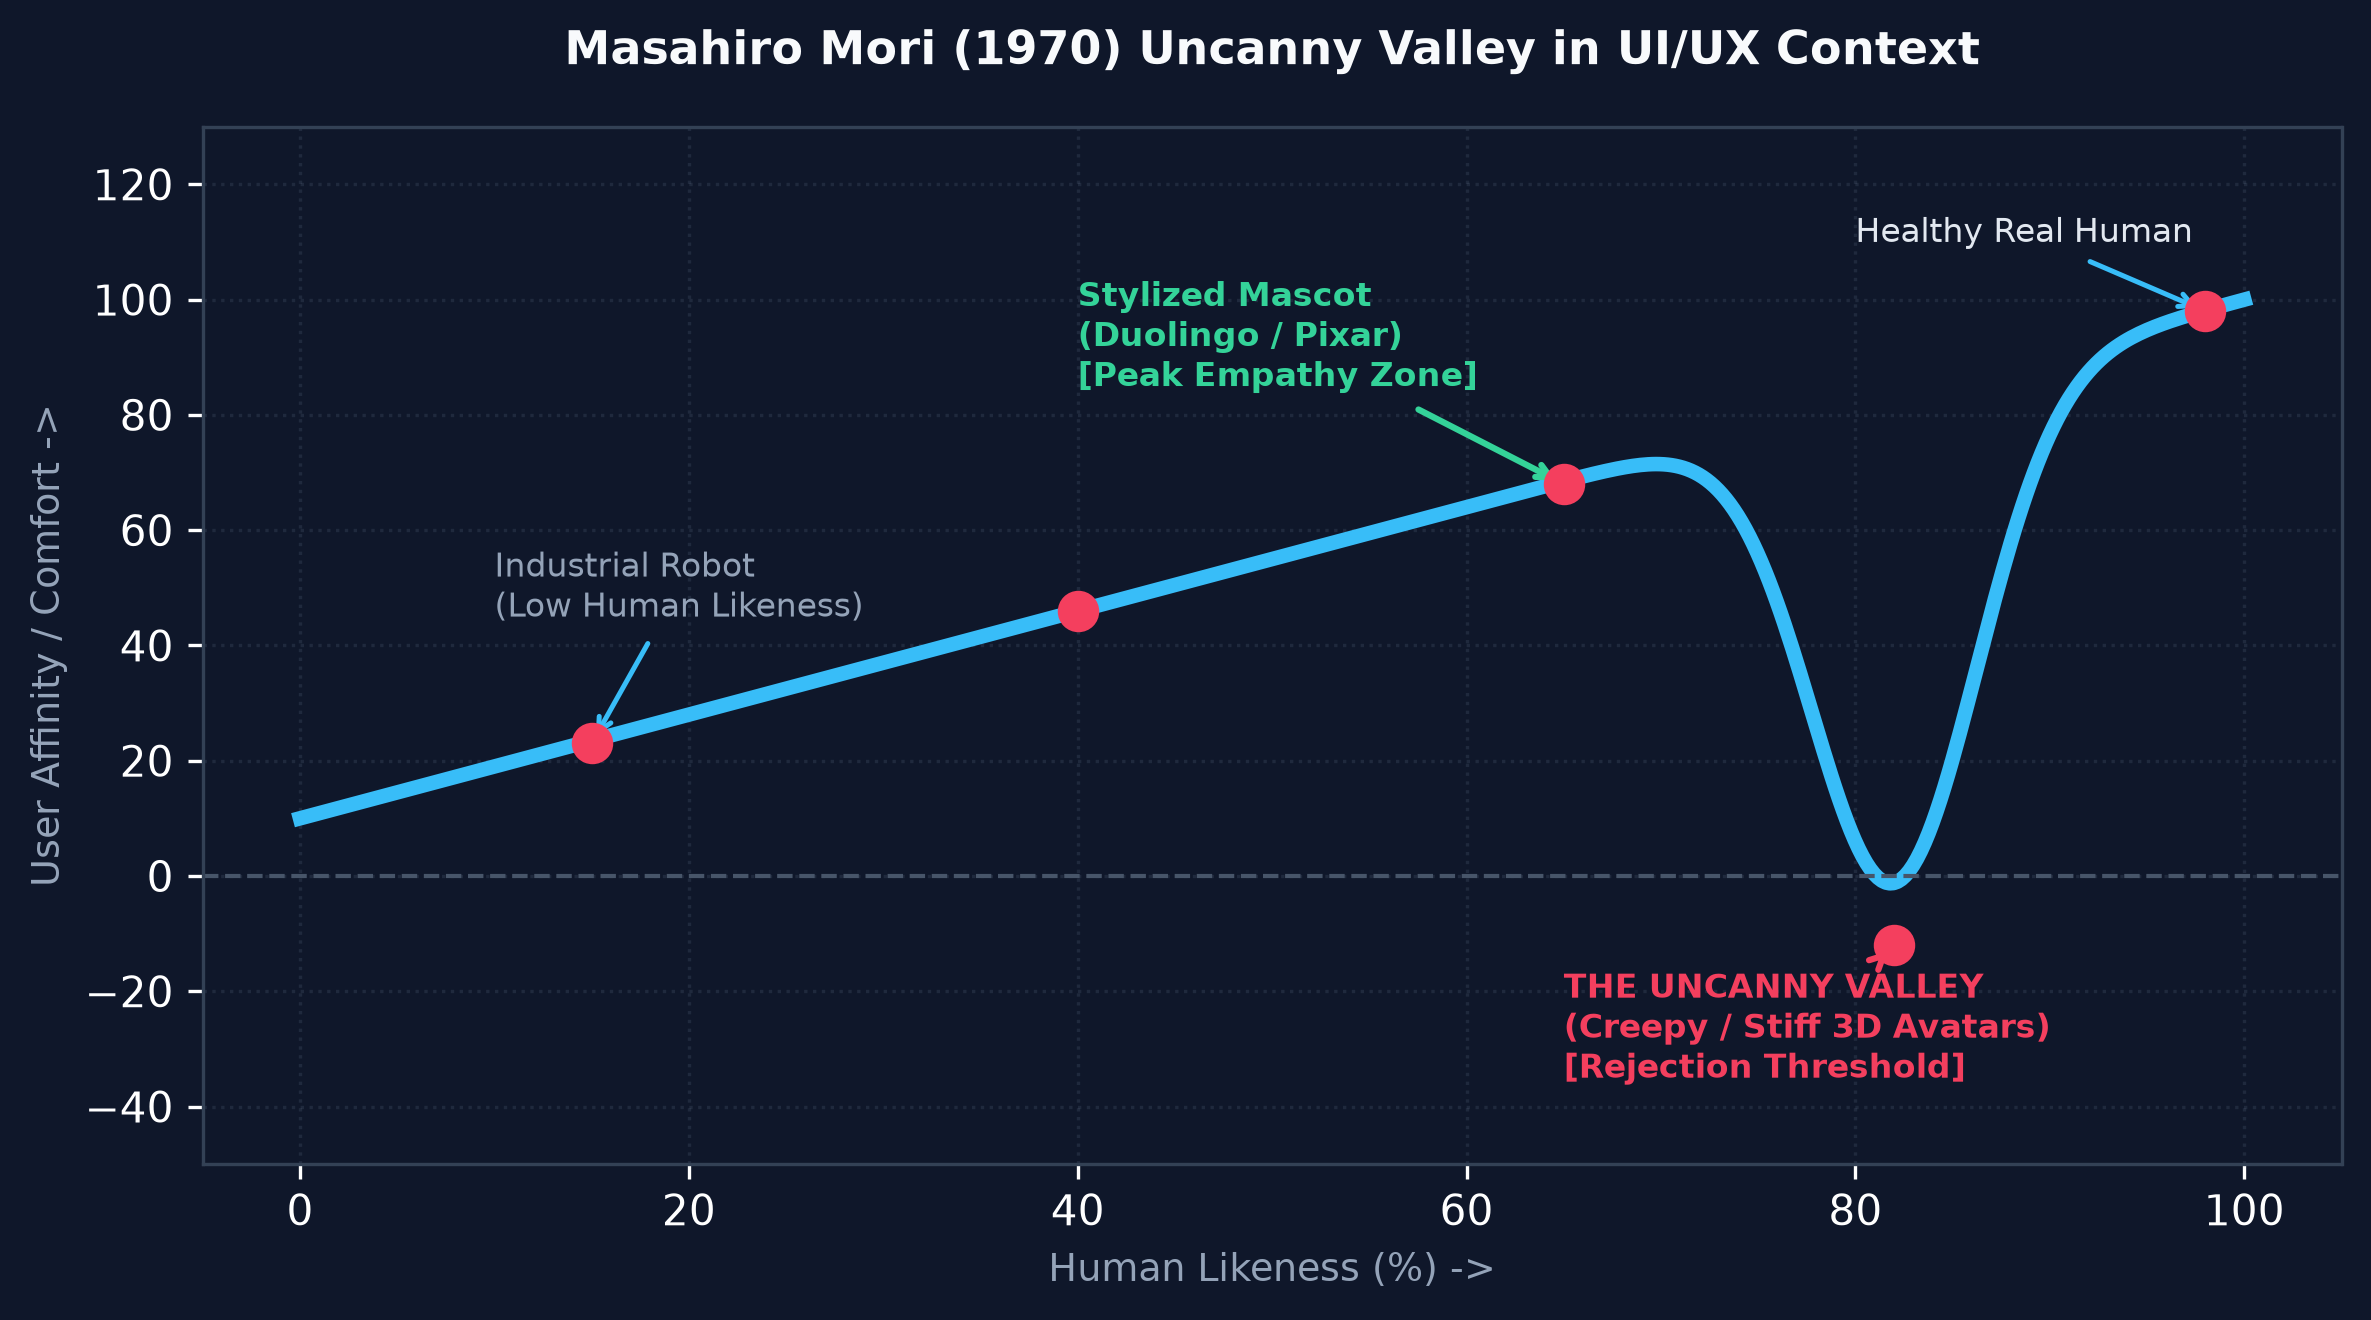 Masahiro Mori (1970) Uncanny Valley in UI/UX Context
User Affinity / Comfort ->
120
100
80
60
40
20
0
−20
−40
Healthy Real Human
Stylized Mascot
(Duolingo / Pixar)
[Peak Empathy Zone]
Industrial Robot
(Low Human Likeness)
THE UNCANNY VALLEY
(Creepy / Stiff 3D Avatars)
[Rejection Threshold]
0
20
40
60
80
100
Human Likeness (%) ->